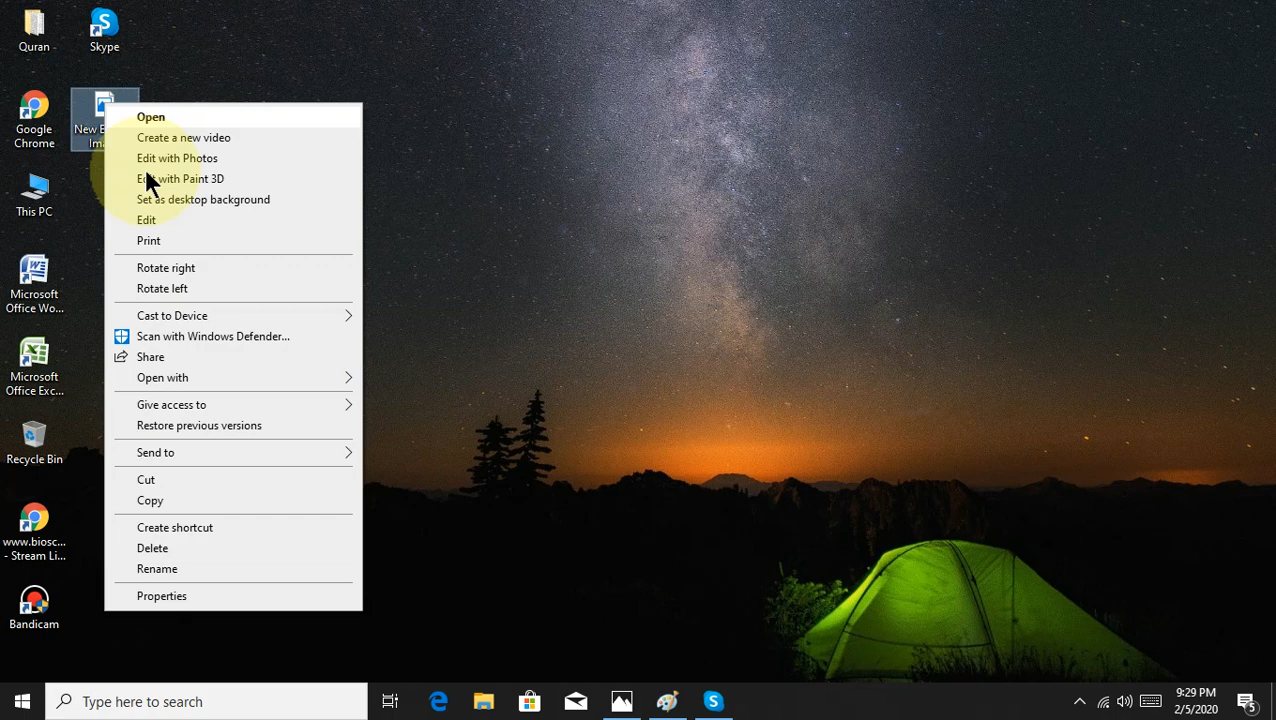 Quran
Skype
Google
Chrome
New
This PC
Microsoft
Office Wo...
Microsoft
Office Exc...
Recycle Bin
www.biosc...
- Stream Li...
Bandicam
Open
Create a new video
Edit with Photos
Edit with Paint 3D
Set as desktop background
Edit
Print
Rotate right
Rotate left
Cast to Device
Scan with Windows Defender...
Share
Open with
Give access to
Restore previous versions
Send to
Cut
Copy
Create shortcut
Delete
Rename
Properties
Type here to search
9:29 PM
2/5/2020
5